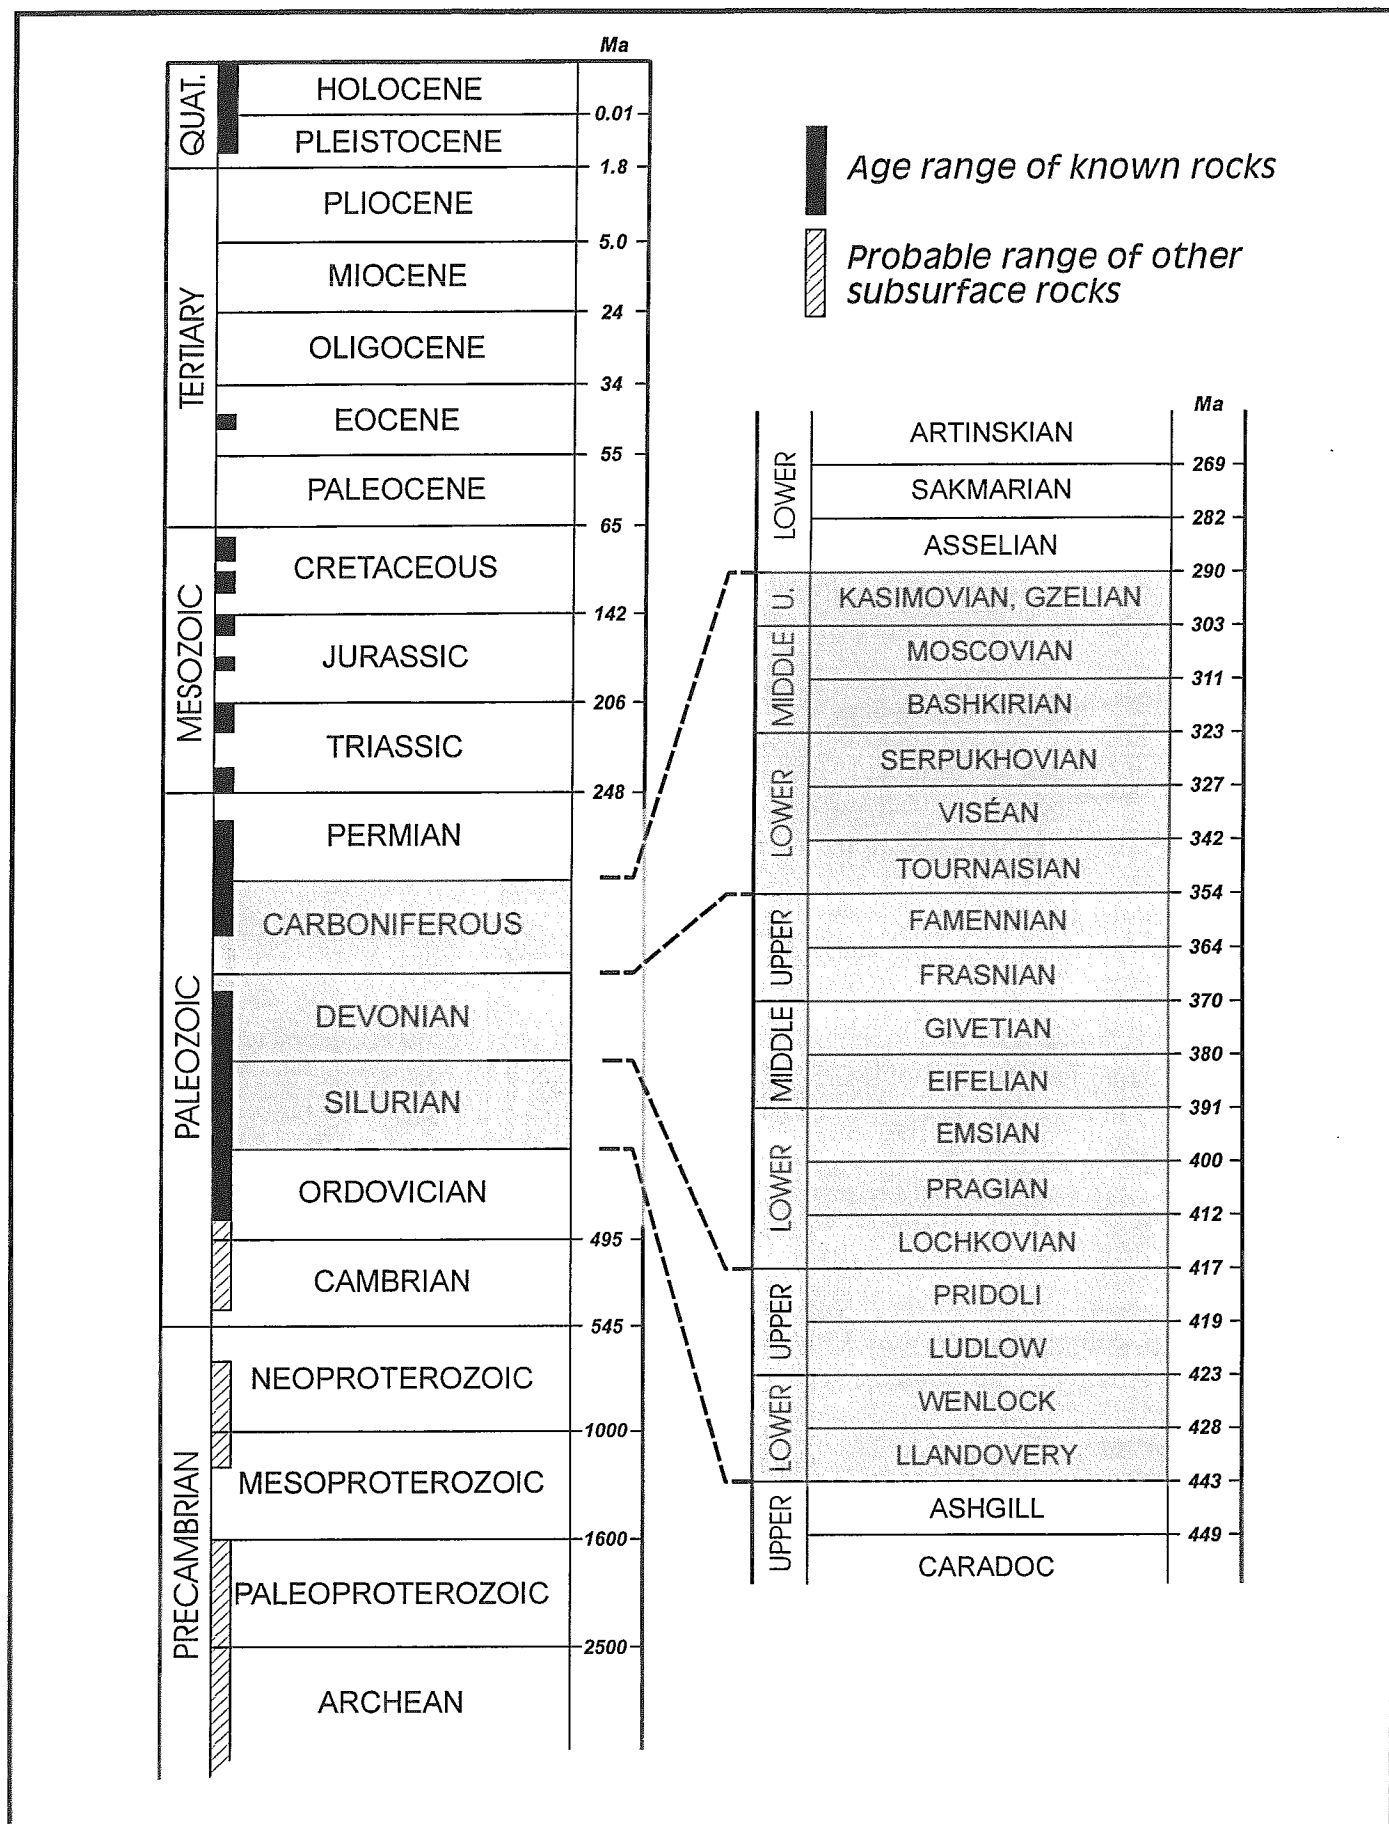 Ma
QUAT.
HOLOCENE
0.01
PLEISTOCENE
1.8
TERTIARY
PLIOCENE
5.0
MIOCENE
24
OLIGOCENE
34
EOCENE
55
PALEOCENE
65
MESOZOIC
CRETACEOUS
142
JURASSIC
206
TRIASSIC
248
PALEOZOIC
PERMIAN
CARBONIFEROUS
DEVONIAN
SILURIAN
ORDOVICIAN
495
CAMBRIAN
545
PRECAMBRIAN
NEOPROTEROZOIC
1000
MESOPROTEROZOIC
1600
PALEOPROTEROZOIC
2500
ARCHEAN
Age range of known rocks
Probable range of other
subsurface rocks
Ma
LOWER
ARTINSKIAN
269
SAKMARIAN
282
ASSELIAN
290
U.
KASIMOVIAN, GZELIAN
303
MIDDLE
MOSCOVIAN
311
BASHKIRIAN
323
LOWER
SERPUKHOVIAN
327
VISÉAN
342
TOURNAISIAN
354
UPPER
FAMENNIAN
364
FRASNIAN
370
MIDDLE
GIVETIAN
380
EIFELIAN
391
LOWER
EMSIAN
400
PRAGIAN
412
LOCHKOVIAN
417
UPPER
PRIDOLI
419
LUDLOW
423
LOWER
WENLOCK
428
LLANDOVERY
443
UPPER
ASHGILL
449
CARADOC